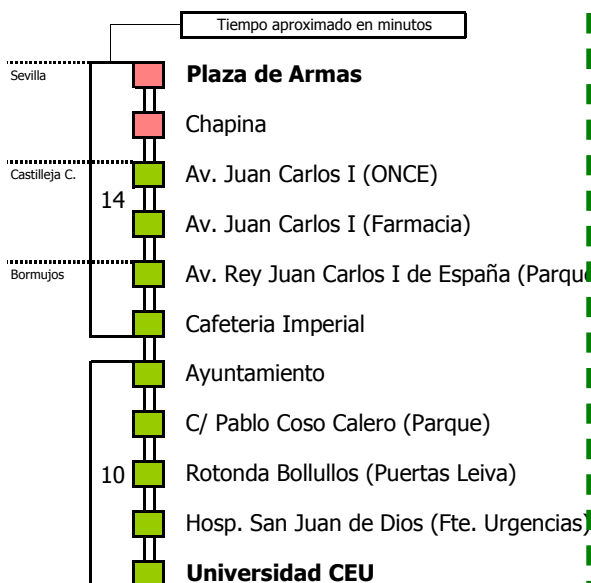 Tiempo aproximado en minutos
Sevilla
Plaza de Armas
Chapina
Castilleja C.
Av. Juan Carlos I (ONCE)
14
Av. Juan Carlos I (Farmacia)
Bormujos
Av. Rey Juan Carlos I de España (Parque
Cafeteria Imperial
Ayuntamiento
C/ Pablo Coso Calero (Parque)
10
Rotonda Bollullos (Puertas Leiva)
Hosp. San Juan de Dios (Fte. Urgencias)
Universidad CEU